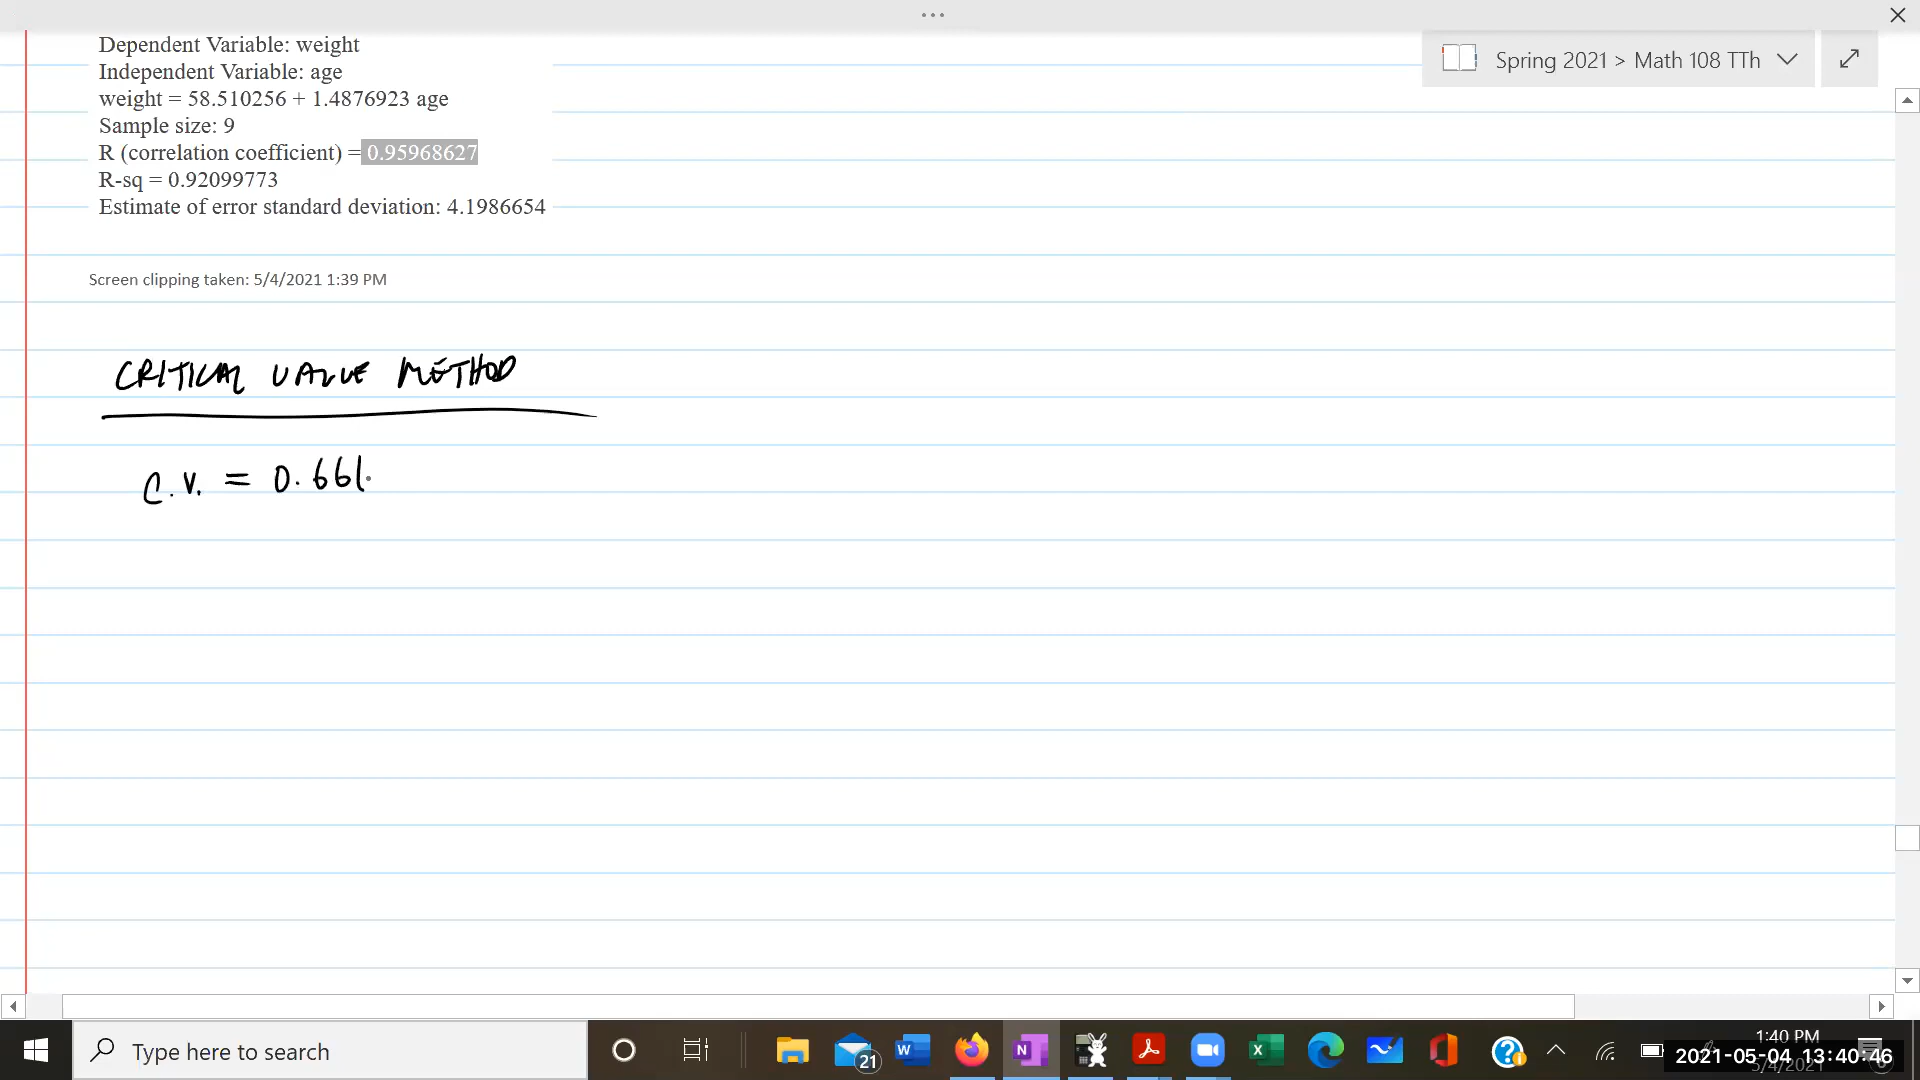 Spring 2021 > Math 108 TTh
Dependent Variable: weight
Independent Variable: age
weight = 58.510256 + 1.4876923 age
Sample size: 9
R (correlation coefficient) = 0.95968627
R-sq = 0.92099773
Estimate of error standard deviation: 4.1986654
Screen clipping taken: 5/4/2021 1:39 PM
CRITICAL VALUE METHOD
C.V. = 0.666
Type here to search
21
1:40 PM
2021-05-04 13:40:46